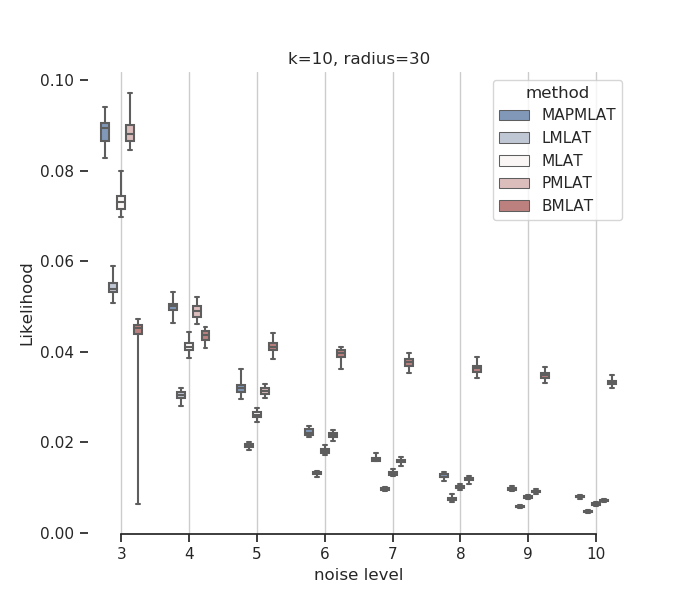 k=10, radius=30
0.10
0.08
0.06
0.04
0.02
0.00
Likelihood
method
MAPMLAT
LMLAT
MLAT
PMLAT
BMLAT
3 4 5 6 7 8 9 10
noise level